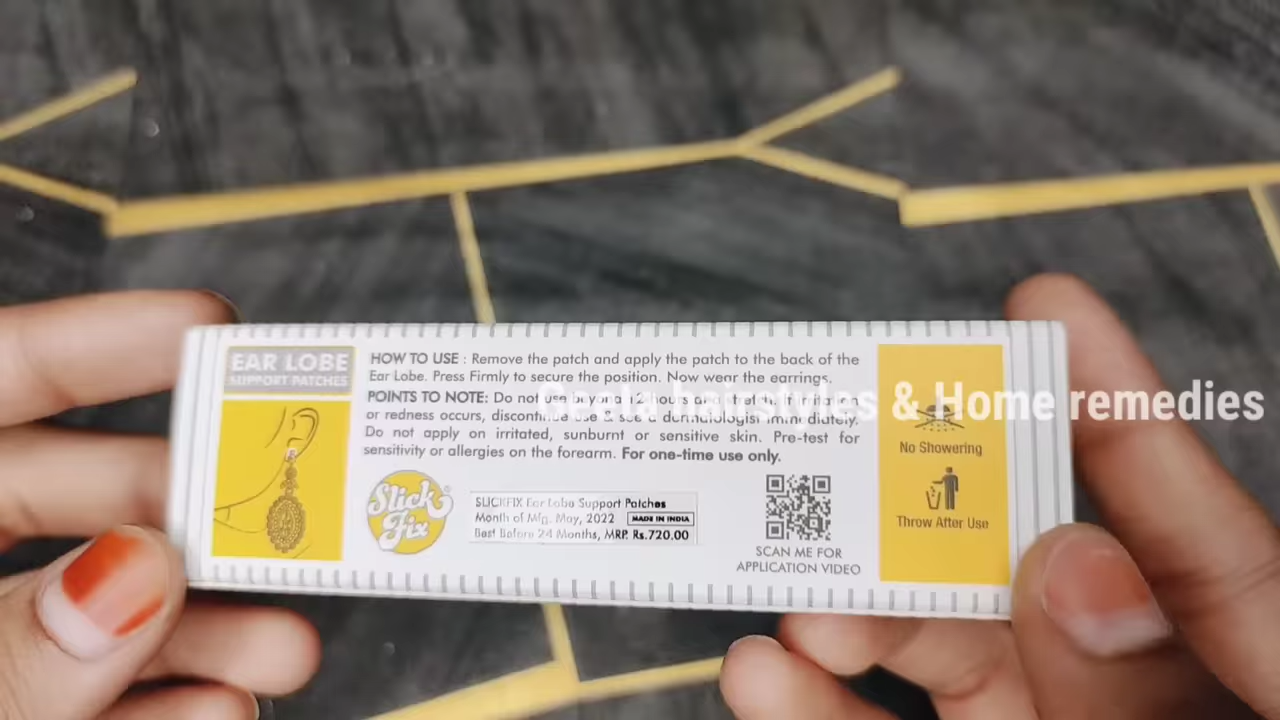 EAR LOBE
SUPPORT PATCHES
HOW TO USE : Remove the patch and apply the patch to the back of the
Ear Lobe. Press Firmly to secure the position. Now wear the earrings.
POINTS TO NOTE: Do not use beyond 12 hours or stretch. If irritation
or redness occurs, discontinue use & see a dermatologist immidiately.
Do not apply on irritated, sunburnt or sensitive skin. Pre-test for
sensitivity or allergies on the forearm. For one-time use only.
Slick
Fix®
SLICKFIX Ear Lobe Support Patches
Month of Mfg. May, 2022 MADE IN INDIA
Best Before 24 Months, MRP. Rs.720.00
SCAN ME FOR
APPLICATION VIDEO
No Showering
Throw After Use
hairstyles & Home remedies